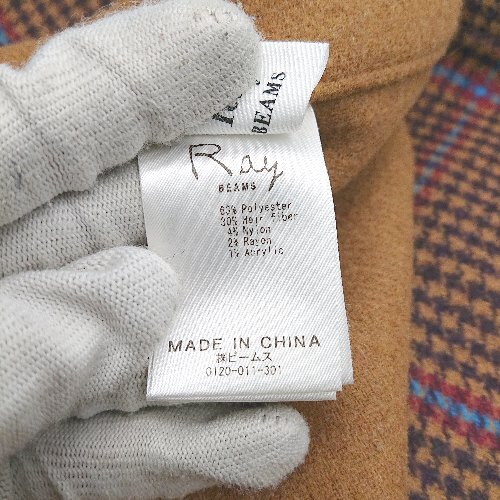 BEAMS
Ray
BEAMS
63% Polyester
30% Hair fiber
4% Nylon
2% Rayon
1% Acrylic
MADE IN CHINA
㈱ビームス
0120-011-301